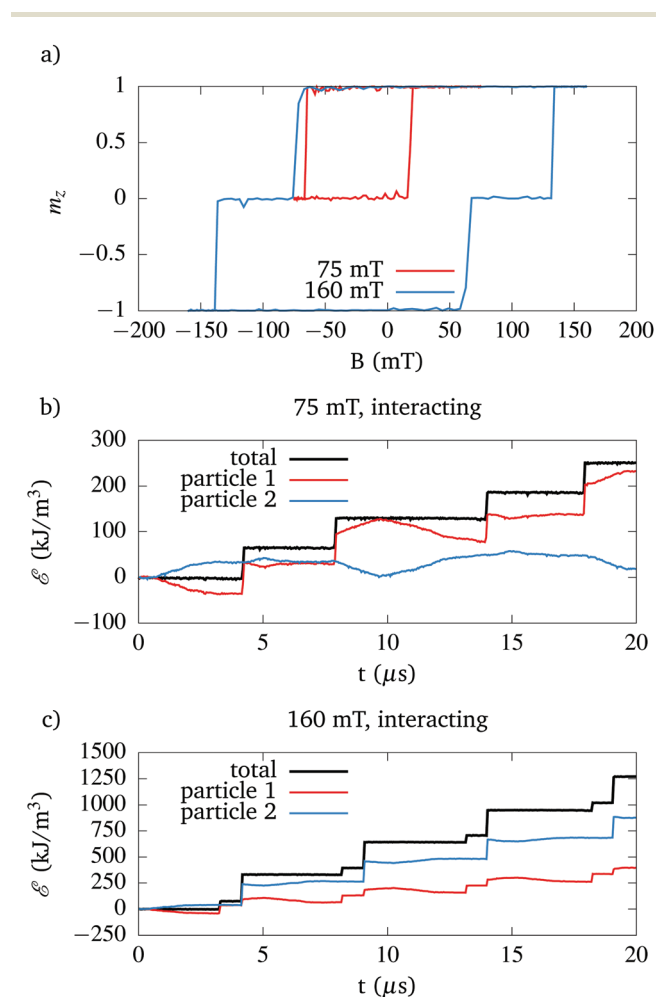 a)
1
0.5
0
−0.5
−1
m_z
−200 −150 −100 −50 0 50 100 150 200
B (mT)
75 mT
160 mT
b)
75 mT, interacting
300
200
100
0
−100
ℰ (kJ/m³)
total
particle 1
particle 2
0 5 10 15 20
t (μs)
c)
160 mT, interacting
1500
1250
1000
750
500
250
0
−250
ℰ (kJ/m³)
total
particle 1
particle 2
0 5 10 15 20
t (μs)